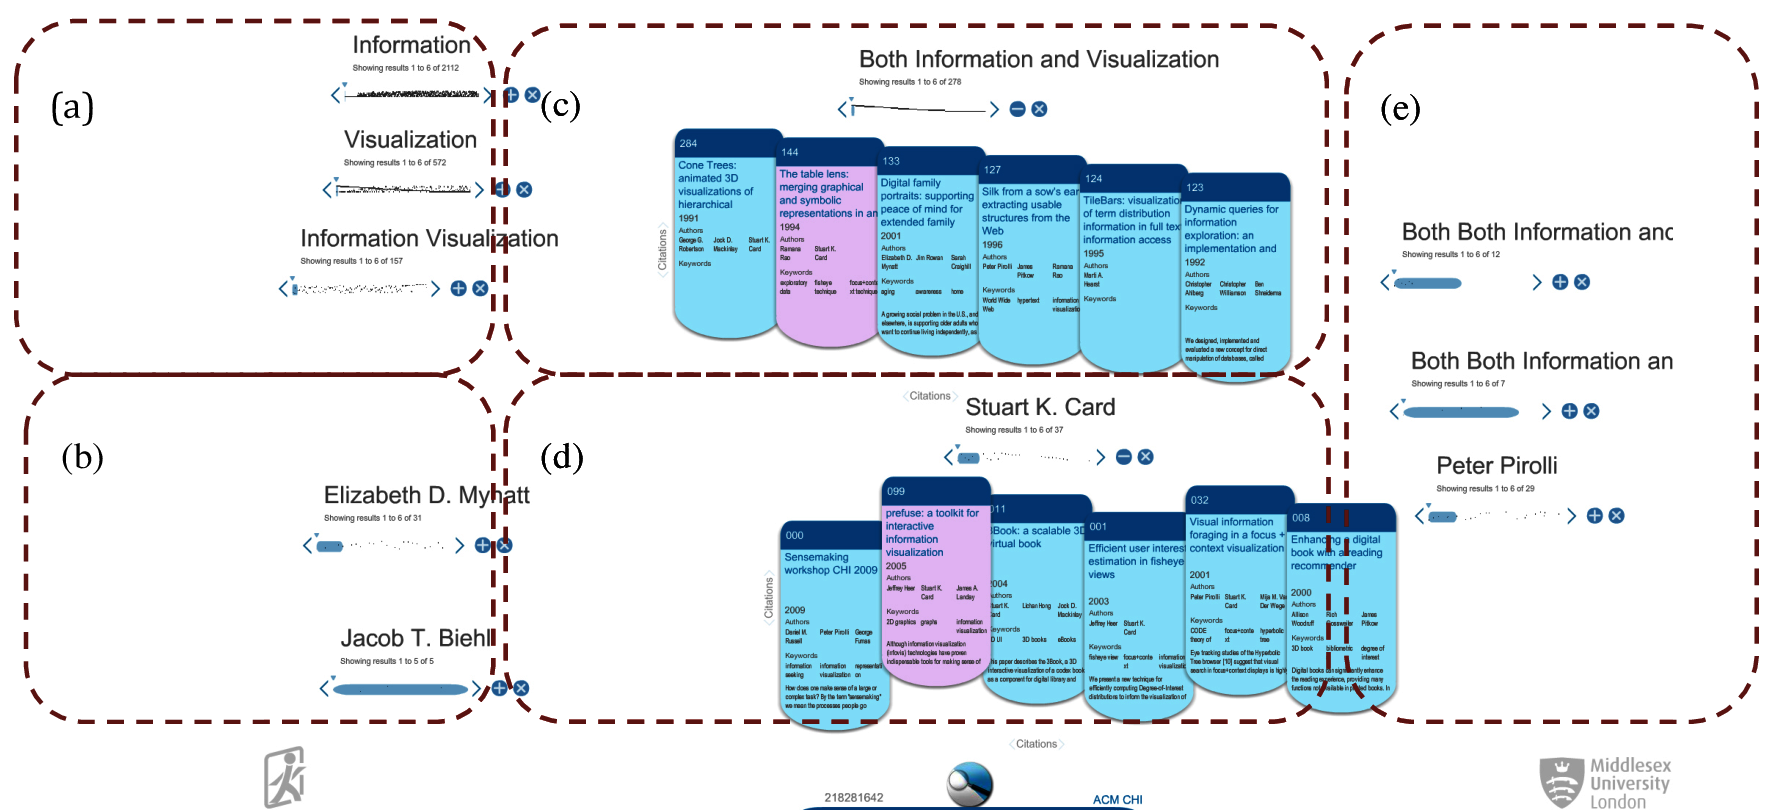 (a)
Information
Showing results 1 to 6 of 2112
Visualization
Showing results 1 to 6 of 572
Information Visualization
Showing results 1 to 6 of 157
(b)
Elizabeth D. Mynatt
Showing results 1 to 6 of 31
Jacob T. Biehl
Showing results 1 to 5 of 5
(c)
Both Information and Visualization
Showing results 1 to 6 of 278
Citations
284
Cone Trees:
animated 3D
visualizations of
hierarchical
1991
Authors
George G. Jock D. Stuart K.
Robertson Mackinlay Card
Keywords
144
The table lens:
merging graphical
and symbolic
representations in an
1994
Authors
Ramana Stuart K.
Rao Card
Keywords
exploratory fisheye focus+conte
data technique xt technique
133
Digital family
portraits: supporting
peace of mind for
extended family
2001
Authors
Elizabeth D. Jim Rowan Sarah
Mynatt Craighill
Keywords
aging awareness home
A growing social problem in the U.S., and
elsewhere, is supporting older adults who
want to continue living independently, as
127
Silk from a sow's ear
extracting usable
structures from the
Web
1996
Authors
Peter Pirolli James Ramana
Pitkow Rao
Keywords
World Wide hypertext information
Web visualizatio
124
TileBars: visualization
of term distribution
information in full text
information access
1995
Authors
Marti A.
Hearst
Keywords
123
Dynamic queries for
information
exploration: an
implementation and
1992
Authors
Christopher Christopher Ben
Ahlberg Williamson Shneiderma
Keywords
We designed, implemented and
evaluated a new concept for direct
manipulation of databases, called
Citations
(d)
Stuart K. Card
Showing results 1 to 6 of 37
Citations
000
Sensemaking
workshop CHI 2009
2009
Authors
Daniel M. Peter Pirolli George
Russell Furnas
Keywords
information information representati
seeking visualization on
How does one make sense of a large or
complex task? By the term "sensemaking"
we mean the processes people go
099
prefuse: a toolkit for
interactive
information
visualization
2005
Authors
Jeffrey Heer Stuart K. James A.
Card Landay
Keywords
2D graphics graphs information
visualization
Although information visualization
(infovis) technologies have proven
indispensable tools for making sense of
011
3Book: a scalable 3D
virtual book
2004
Authors
Stuart K. Lichan Hong Jock D.
Card Mackinlay
Keywords
3D UI 3D books eBooks
This paper describes the 3Book, a 3D
interactive visualization of a codex book
as a component for digital library and
001
Efficient user interest
estimation in fisheye
views
2003
Authors
Jeffrey Heer Stuart K.
Card
Keywords
fisheye view focus+conte information
xt visualizatio
We present a new technique for
efficiently computing Degree-of-Interest
distributions to inform the visualization of
032
Visual information
foraging in a focus +
context visualization
2001
Authors
Peter Pirolli Stuart K. Mija M. Van
Card Der Wege
Keywords
CODE focus+conte hyperbolic
theory of xt tree
Eye tracking studies of the Hyperbolic
Tree browser [10] suggest that visual
search in focus+context displays is highly
008
Enhancing a digital
book with a reading
recommender
2000
Authors
Allison Rich James
Woodruff Gossweiler Pitkow
Keywords
3D book bibliometric degree of
interest
Digital books can significantly enhance
the reading experience, providing many
functions not available in printed books. In
Citations
(e)
Both Both Information and
Showing results 1 to 6 of 12
Both Both Information an
Showing results 1 to 6 of 7
Peter Pirolli
Showing results 1 to 6 of 29
218281642
ACM CHI
Middlesex
University
London